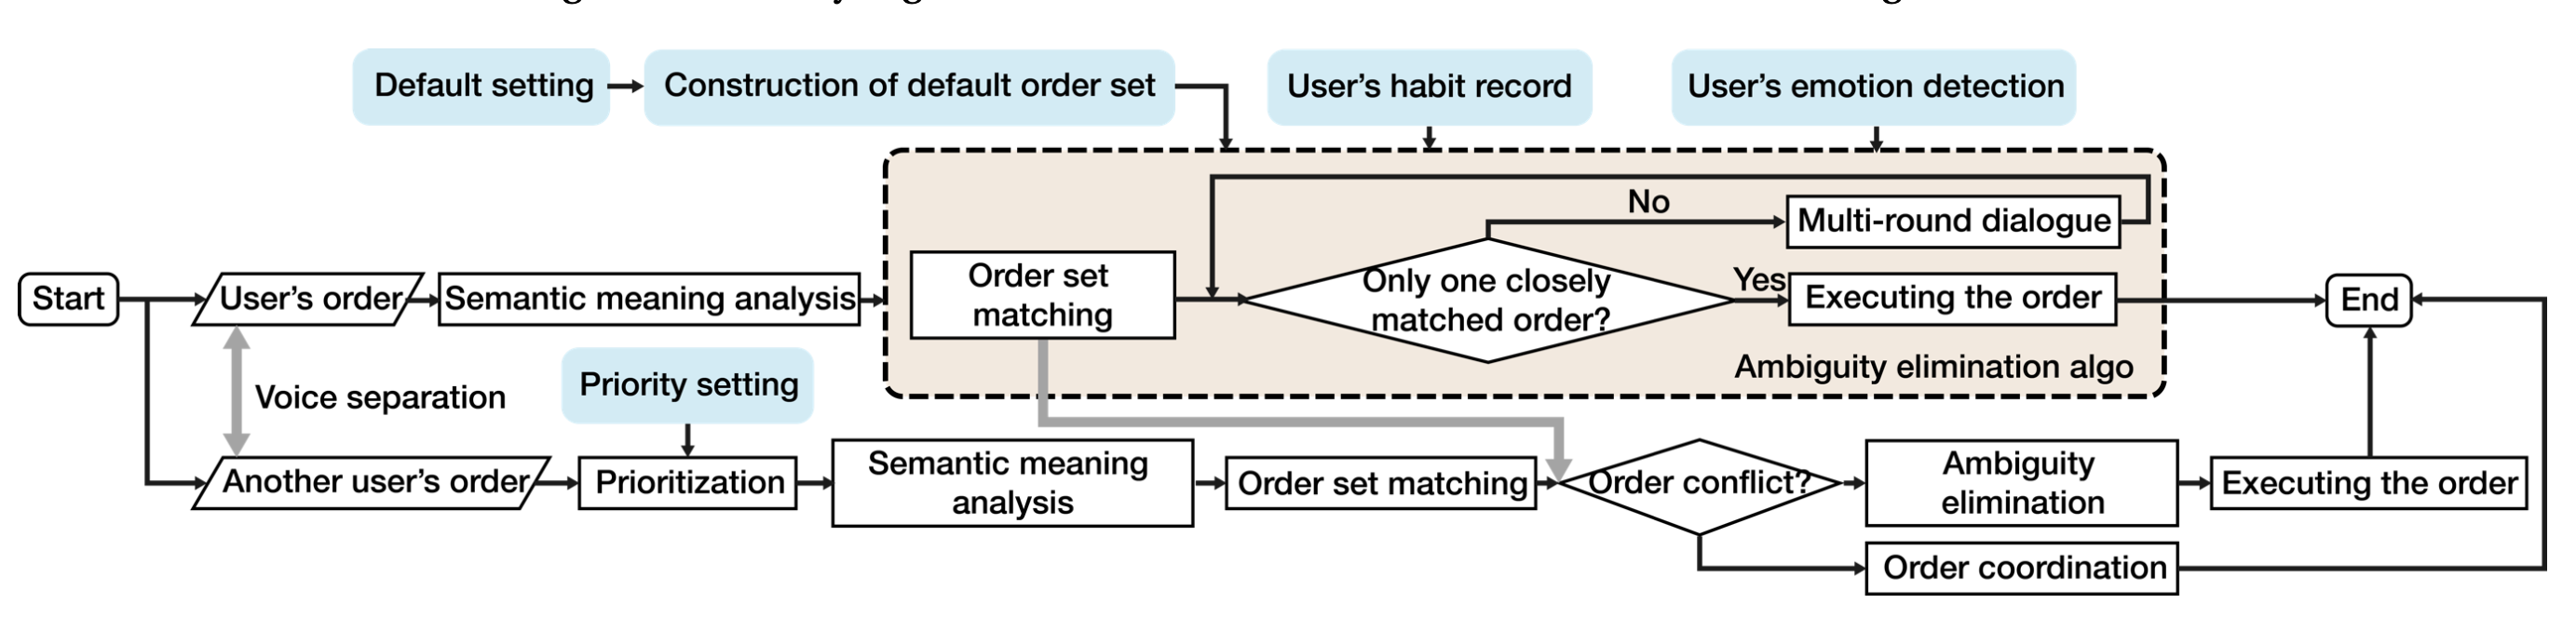 Default setting
Construction of default order set
User's habit record
User's emotion detection
No
Multi-round dialogue
Start
User's order
Semantic meaning analysis
Order set
matching
Only one closely
matched order?
Yes
Executing the order
End
Ambiguity elimination algo
Voice separation
Priority setting
Another user's order
Prioritization
Semantic meaning
analysis
Order set matching
Order conflict?
Ambiguity
elimination
Executing the order
Order coordination